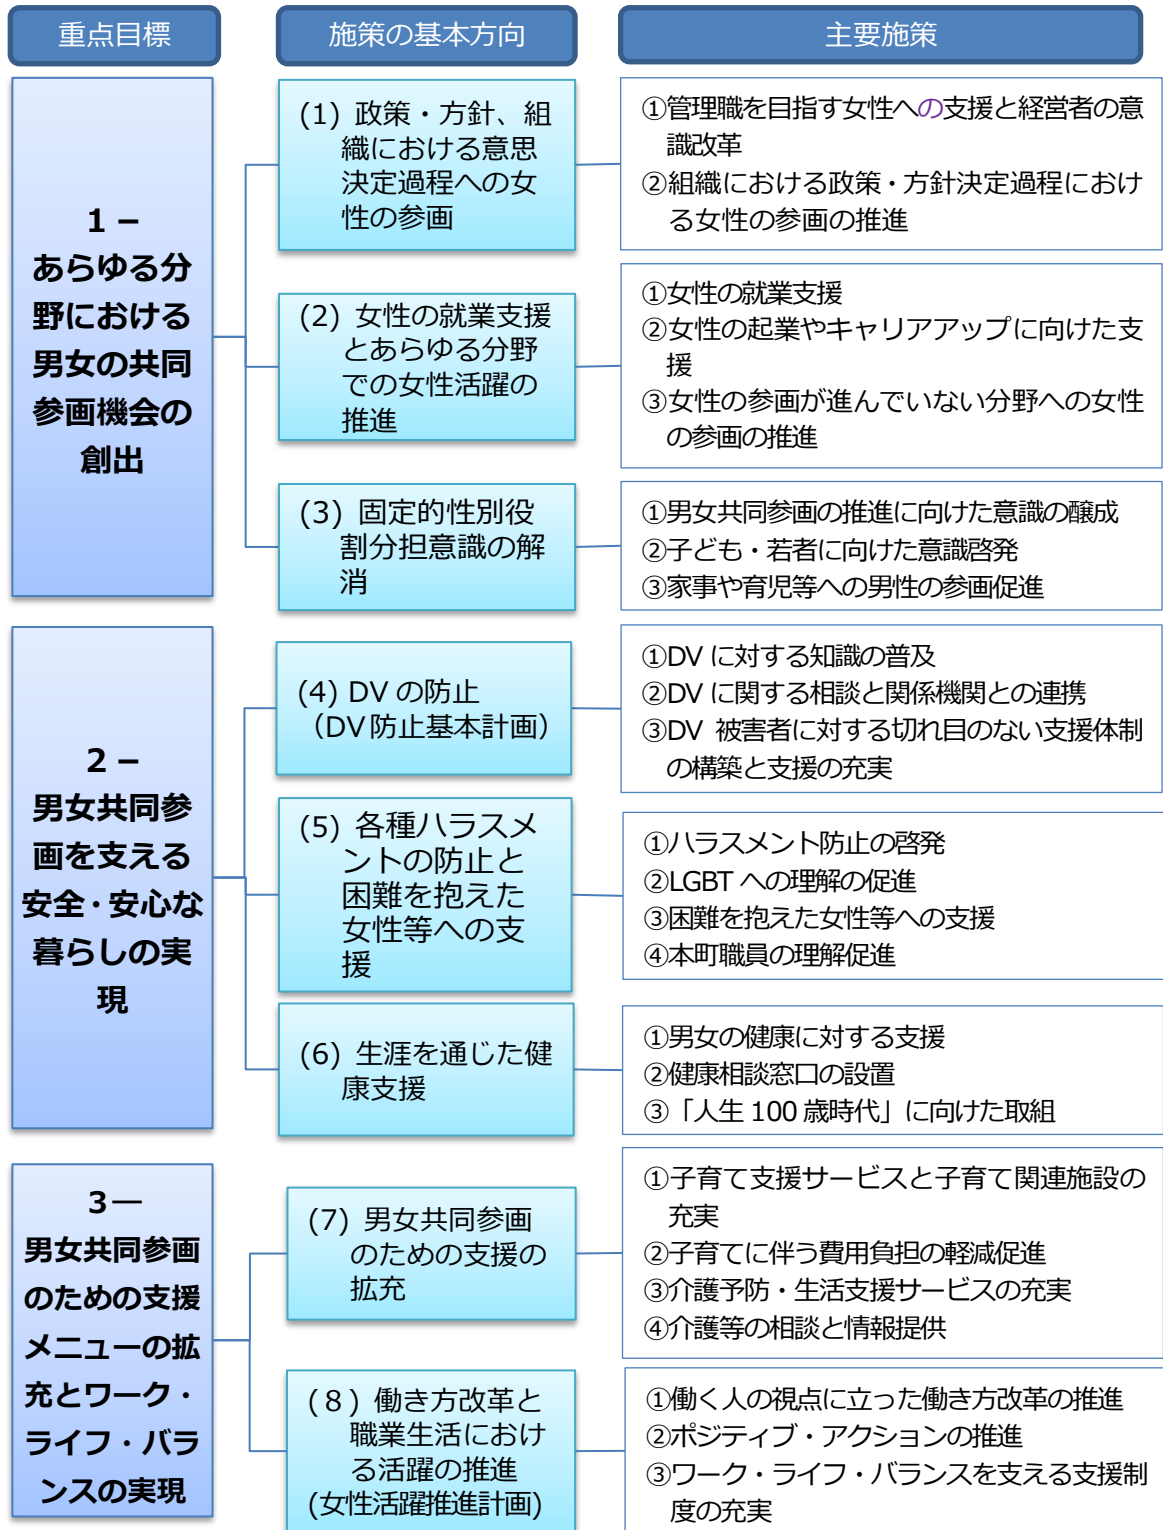 重点目標
施策の基本方向
主要施策
1 －
あらゆる分
野における
男女の共同
参画機会の
創出
(1) 政策・方針、組
織における意思
決定過程への女
性の参画
①管理職を目指す女性への支援と経営者の意
識改革
②組織における政策・方針決定過程におけ
る女性の参画の推進
(2) 女性の就業支援
とあらゆる分野
での女性活躍の
推進
①女性の就業支援
②女性の起業やキャリアアップに向けた支
援
③女性の参画が進んでいない分野への女性
の参画の推進
(3) 固定的性別役
割分担意識の解
消
①男女共同参画の推進に向けた意識の醸成
②子ども・若者に向けた意識啓発
③家事や育児等への男性の参画促進
2 －
男女共同参
画を支える
安全・安心な
暮らしの実
現
(4) DV の防止
（DV防止基本計画）
①DV に対する知識の普及
②DV に関する相談と関係機関との連携
③DV 被害者に対する切れ目のない支援体制
の構築と支援の充実
(5) 各種ハラスメ
ントの防止と
困難を抱えた
女性等への支
援
①ハラスメント防止の啓発
②LGBT への理解の促進
③困難を抱えた女性等への支援
④本町職員の理解促進
(6) 生涯を通じた健
康支援
①男女の健康に対する支援
②健康相談窓口の設置
③「人生 100 歳時代」に向けた取組
3―
男女共同参画
のための支援
メニューの拡
充とワーク・
ライフ・バラ
ンスの実現
(7) 男女共同参画
のための支援の
拡充
①子育て支援サービスと子育て関連施設の
充実
②子育てに伴う費用負担の軽減促進
③介護予防・生活支援サービスの充実
④介護等の相談と情報提供
(８) 働き方改革と
職業生活におけ
る活躍の推進
(女性活躍推進計画)
①働く人の視点に立った働き方改革の推進
②ポジティブ・アクションの推進
③ワーク・ライフ・バランスを支える支援制
度の充実